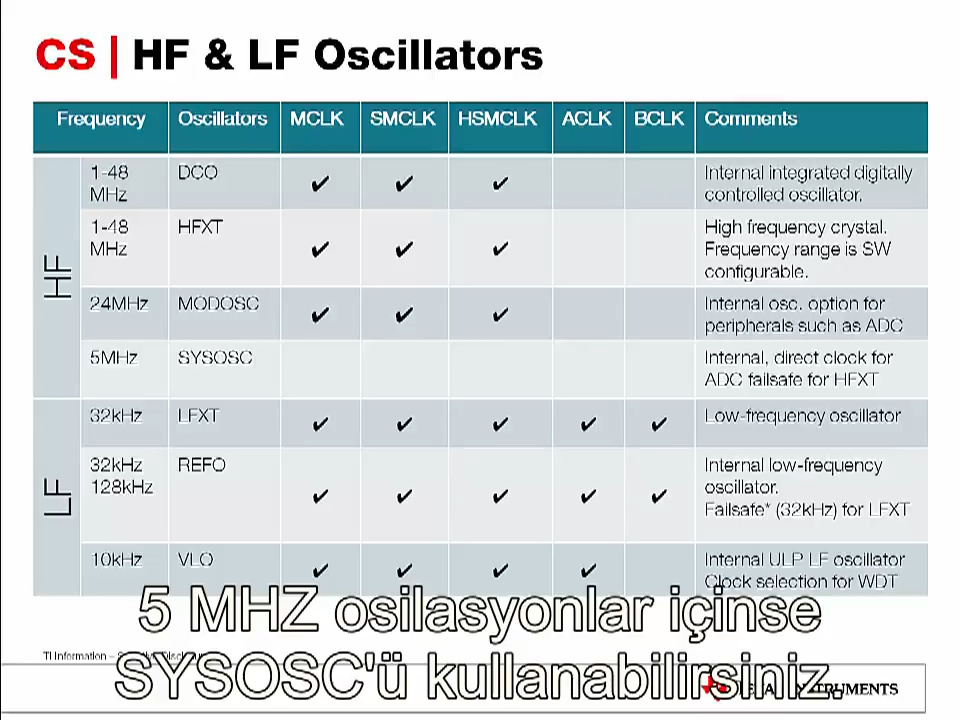 CS | HF & LF Oscillators
Frequency Oscillators MCLK SMCLK HSMCLK ACLK BCLK Comments
HF
1-48 MHz DCO ✔ ✔ ✔ Internal integrated digitally
controlled oscillator.
1-48 MHz HFXT ✔ ✔ ✔ High frequency crystal.
Frequency range is SW
configurable.
24MHz MODOSC ✔ ✔ ✔ Internal osc. option for
peripherals such as ADC
5MHz SYSOSC Internal, direct clock for
ADC failsafe for HFXT
LF
32kHz LFXT ✔ ✔ ✔ ✔ ✔ Low-frequency oscillator
32kHz
128kHz REFO ✔ ✔ ✔ ✔ ✔ Internal low-frequency
oscillator.
Failsafe* (32kHz) for LFXT
10kHz VLO ✔ ✔ ✔ ✔ Internal ULP LF oscillator
Clock selection for WDT
5 MHZ osilasyonlar içinse
SYSOSC'ü kullanabilirsiniz.
TI Information –
INSTRUMENTS